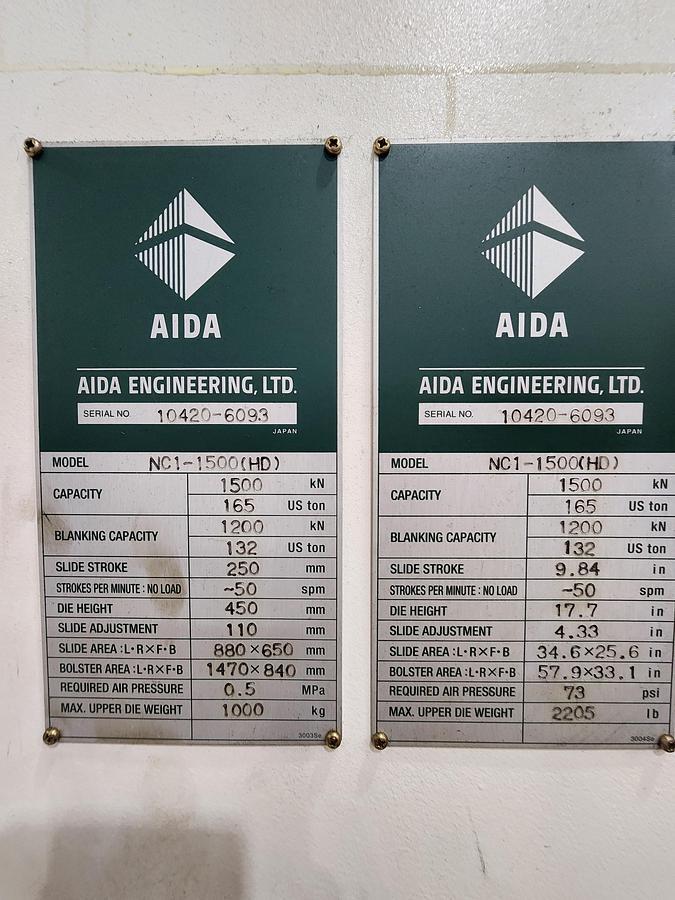 AIDA
AIDA ENGINEERING, LTD.
SERIAL NO. 10420-6093
JAPAN
MODEL NC1-1500(HD)
CAPACITY 1500 kN
165 US ton
BLANKING CAPACITY 1200 kN
132 US ton
SLIDE STROKE 250 mm
STROKES PER MINUTE : NO LOAD ~50 spm
DIE HEIGHT 450 mm
SLIDE ADJUSTMENT 110 mm
SLIDE AREA : L·R×F·B 880×650 mm
BOLSTER AREA : L·R×F·B 1470×840 mm
REQUIRED AIR PRESSURE 0.5 MPa
MAX. UPPER DIE WEIGHT 1000 kg
3003Se
AIDA
AIDA ENGINEERING, LTD.
SERIAL NO. 10420-6093
JAPAN
MODEL NC1-1500(HD)
CAPACITY 1500 kN
165 US ton
BLANKING CAPACITY 1200 kN
132 US ton
SLIDE STROKE 9.84 in
STROKES PER MINUTE : NO LOAD ~50 spm
DIE HEIGHT 17.7 in
SLIDE ADJUSTMENT 4.33 in
SLIDE AREA : L·R×F·B 34.6×25.6 in
BOLSTER AREA : L·R×F·B 57.9×33.1 in
REQUIRED AIR PRESSURE 73 psi
MAX. UPPER DIE WEIGHT 2205 lb
3004Se